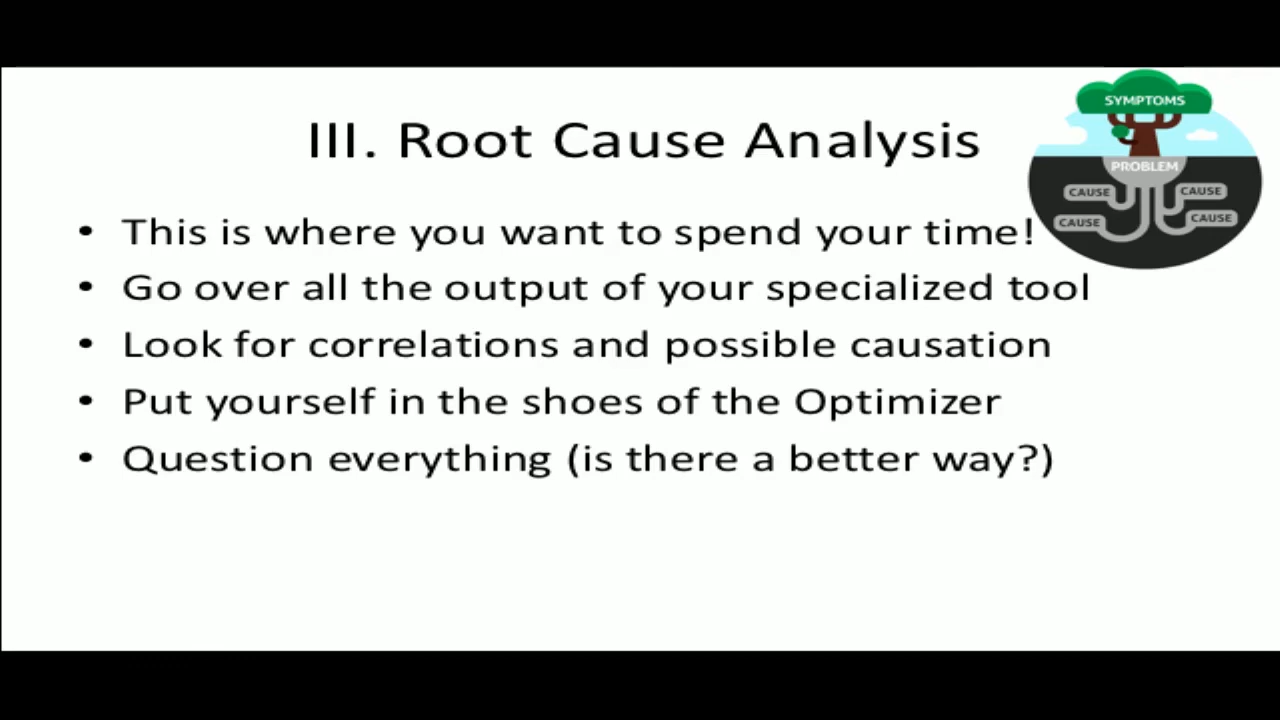 III. Root Cause Analysis
• This is where you want to spend your time!
• Go over all the output of your specialized tool
• Look for correlations and possible causation
• Put yourself in the shoes of the Optimizer
• Question everything (is there a better way?)
SYMPTOMS
PROBLEM
CAUSE
CAUSE
CAUSE
CAUSE